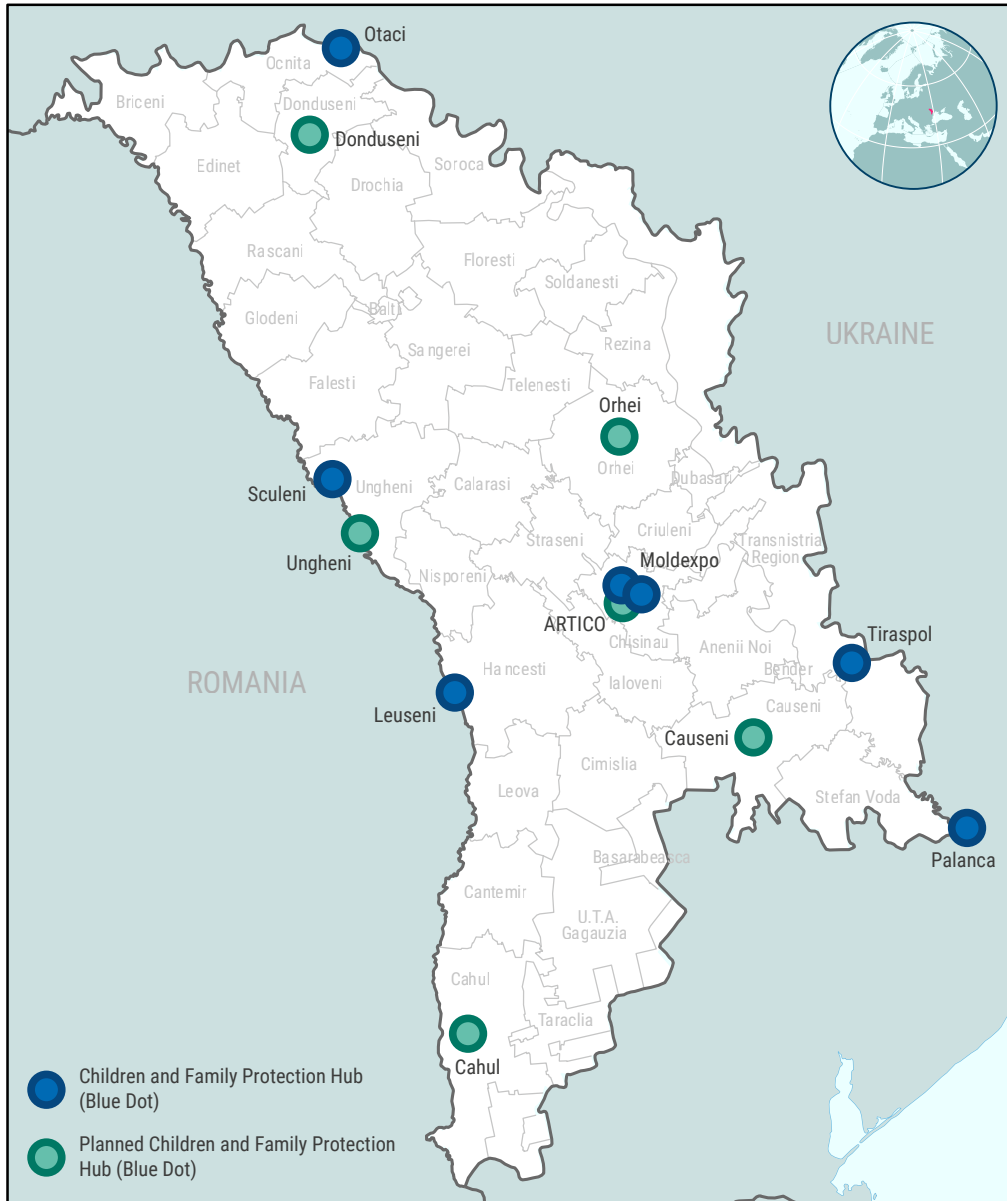 Otaci
Ocnita
Briceni
Donduseni
Donduseni
Edinet
Soroca
Drochia
Rascani
Floresti
Soldanesti
Glodeni
Balti
UKRAINE
Sangerei
Rezina
Falesti
Telenesti
Orhei
Orhei
Sculeni
Ungheni
Calarasi
Dubasari
Ungheni
Straseni
Criuleni
Transnistria
Region
Nisporeni
Moldexpo
ARTICO
Chisinau
Tiraspol
Anenii Noi
Hancesti
Bender
ROMANIA
Ialoveni
Causeni
Leuseni
Causeni
Cimislia
Leova
Stefan Voda
Basarabeasca
Palanca
Cantemir
U.T.A.
Gagauzia
Cahul
Taraclia
Cahul
Children and Family Protection Hub
(Blue Dot)
Planned Children and Family Protection
Hub (Blue Dot)